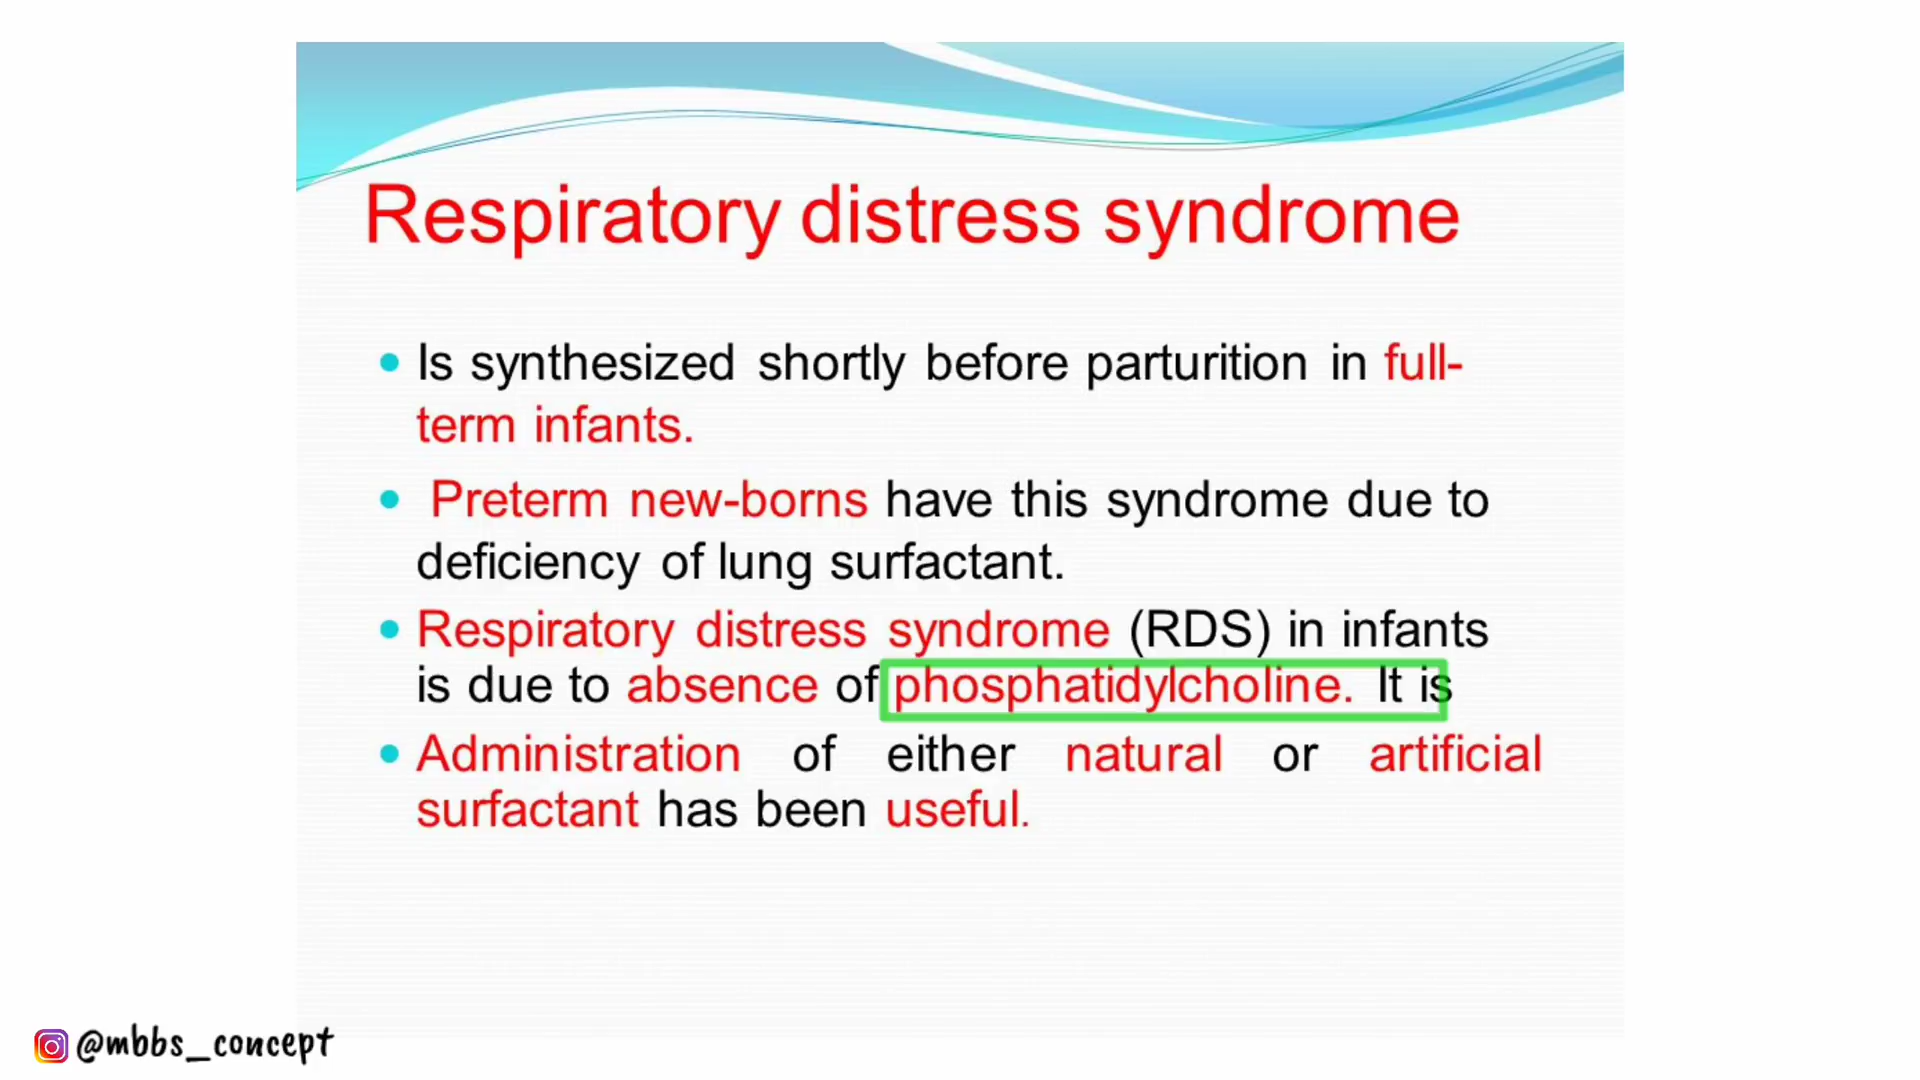 Respiratory distress syndrome
• Is synthesized shortly before parturition in full-
term infants.
• Preterm new-borns have this syndrome due to
deficiency of lung surfactant.
• Respiratory distress syndrome (RDS) in infants
is due to absence of phosphatidylcholine. It is
• Administration of either natural or artificial
surfactant has been useful.
@mbbs_concept